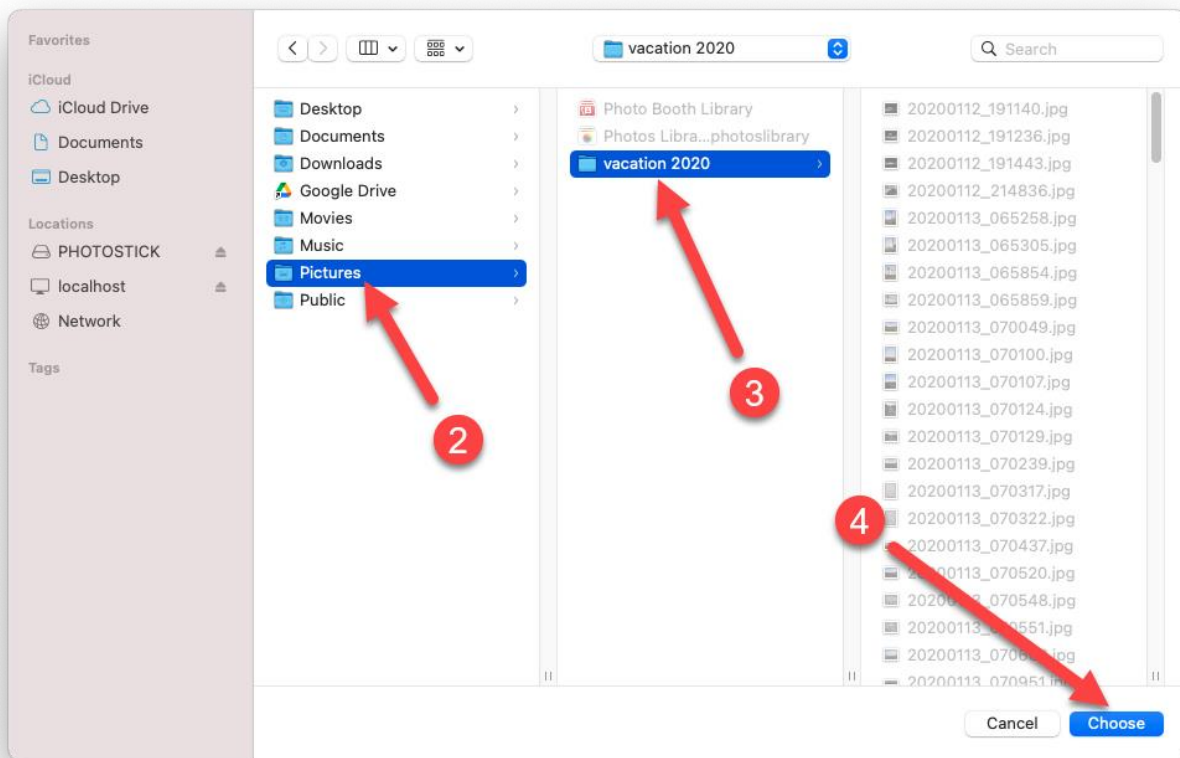 Favorites
iCloud
iCloud Drive
Documents
Desktop
Locations
PHOTOSTICK
localhost
Network
Tags
vacation 2020
Search
Desktop
Documents
Downloads
Google Drive
Movies
Music
Pictures
Public
2
Photo Booth Library
Photos Libra...photoslibrary
vacation 2020
3
20200112_191140.jpg
20200112_191436.jpg
20200112_191443.jpg
20200112_214836.jpg
20200113_065258.jpg
20200113_065305.jpg
20200113_065854.jpg
20200113_065859.jpg
20200113_070049.jpg
20200113_070100.jpg
20200113_070107.jpg
20200113_070124.jpg
20200113_070129.jpg
20200113_070239.jpg
20200113_070317.jpg
20200113_070322.jpg
4
20200113_070437.jpg
20200113_070520.jpg
20200113_070548.jpg
Cancel
Choose